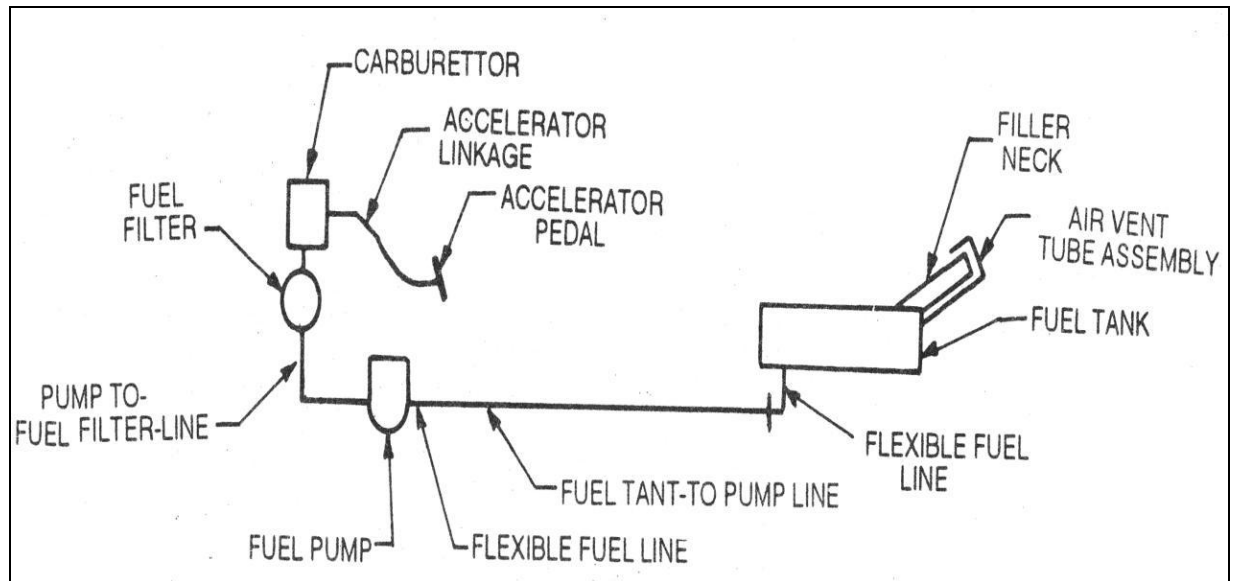 CARBURETTOR
ACCELERATOR
LINKAGE
FILLER
NECK
FUEL
FILTER
ACCELERATOR
PEDAL
AIR VENT
TUBE ASSEMBLY
FUEL TANK
PUMP TO-
FUEL FILTER-LINE
FLEXIBLE FUEL
LINE
FUEL TANT-TO PUMP LINE
FUEL PUMP
FLEXIBLE FUEL LINE